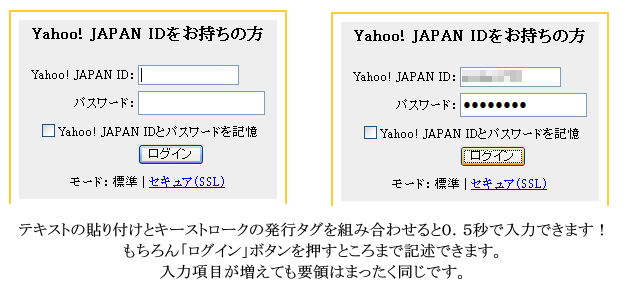 Yahoo! JAPAN IDをお持ちの方
Yahoo! JAPAN ID:
パスワード:
Yahoo! JAPAN IDとパスワードを記憶
ログイン
モード: 標準 | セキュア(SSL)
Yahoo! JAPAN IDをお持ちの方
Yahoo! JAPAN ID:
パスワード: ●●●●●●●●
Yahoo! JAPAN IDとパスワードを記憶
ログイン
モード: 標準 | セキュア(SSL)
テキストの貼り付けとキーストロークの発行タグを組み合わせると0．5秒で入力できます！
もちろん「ログイン」ボタンを押すところまで記述できます。
入力項目が増えても要領はまったく同じです。